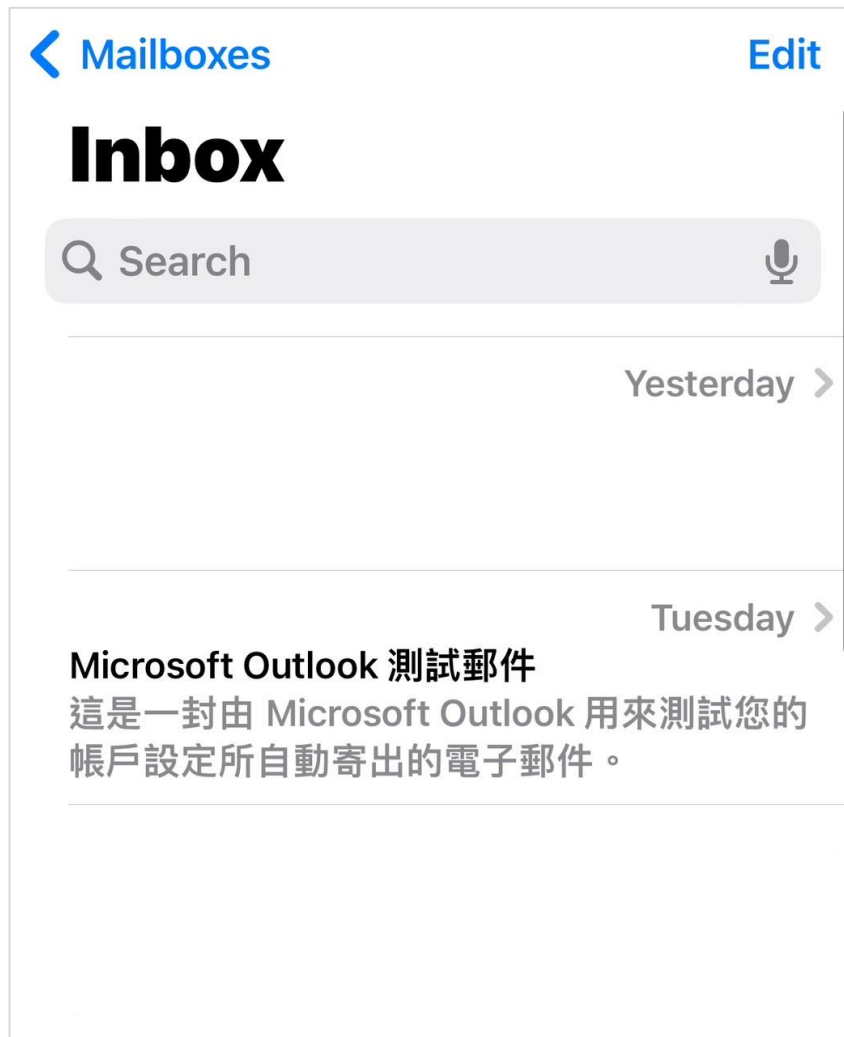 Mailboxes
Edit
Inbox
Search
Yesterday
Tuesday
Microsoft Outlook 測試郵件
這是一封由 Microsoft Outlook 用來測試您的
帳戶設定所自動寄出的電子郵件。